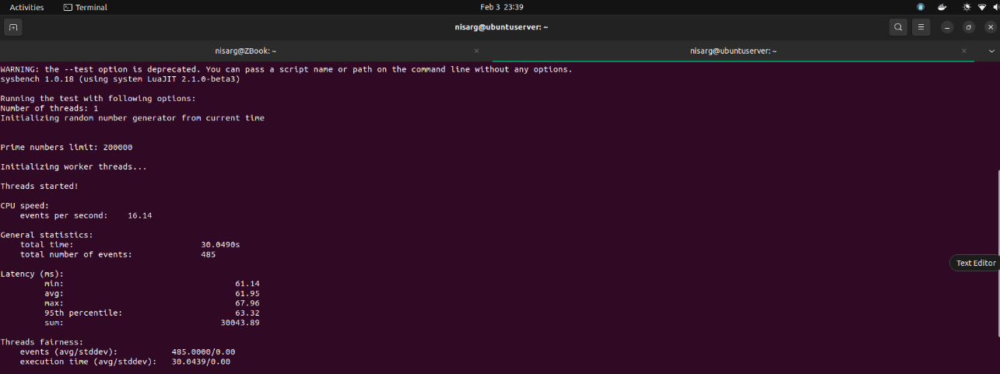 Activities Terminal Feb 3 23:39
nisarg@ubuntuserver: ~
nisarg@ZBook: ~ nisarg@ubuntuserver: ~
WARNING: the --test option is deprecated. You can pass a script name or path on the command line without any options.
sysbench 1.0.18 (using system LuaJIT 2.1.0-beta3)
Running the test with following options:
Number of threads: 1
Initializing random number generator from current time
Prime numbers limit: 200000
Initializing worker threads...
Threads started!
CPU speed:
events per second: 16.14
General statistics:
total time: 30.0490s
total number of events: 485
Text Editor
Latency (ms):
min: 61.14
avg: 61.95
max: 67.96
95th percentile: 63.32
sum: 30043.89
Threads fairness:
events (avg/stddev): 485.0000/0.00
execution time (avg/stddev): 30.0439/0.00